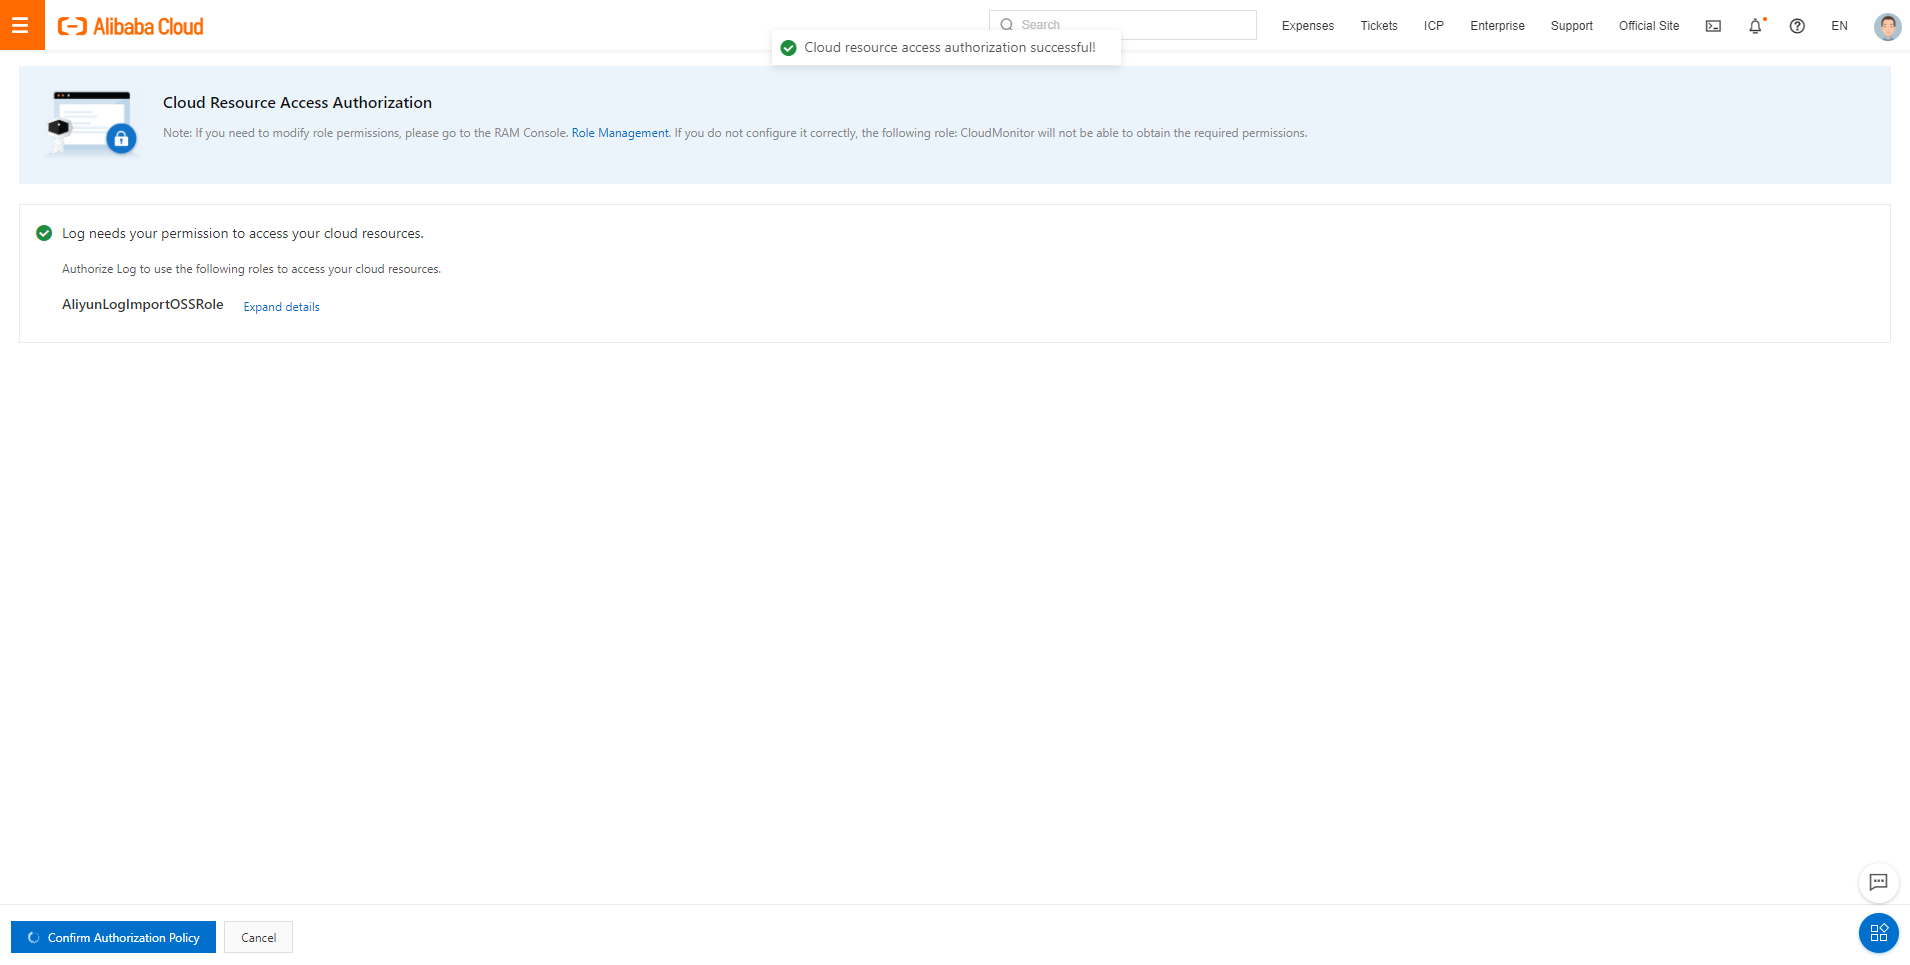 Alibaba Cloud
Search
Expenses
Tickets
ICP
Enterprise
Support
Official Site
EN
Cloud resource access authorization successful!
Cloud Resource Access Authorization
Note: If you need to modify role permissions, please go to the RAM Console. Role Management. If you do not configure it correctly, the following role: CloudMonitor will not be able to obtain the required permissions.
Log needs your permission to access your cloud resources.
Authorize Log to use the following roles to access your cloud resources.
AliyunLogImportOSSRole
Expand details
Confirm Authorization Policy
Cancel